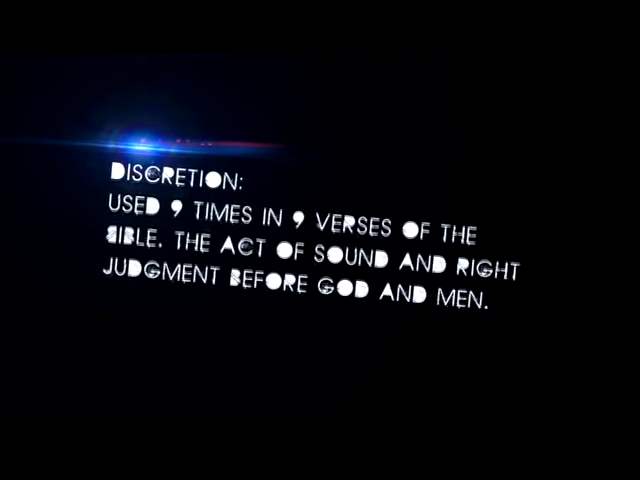 DISCRETION:
USED 9 TIMES IN 9 VERSES OF THE
BIBLE. THE ACT OF SOUND AND RIGHT
JUDGMENT BEFORE GOD AND MEN.